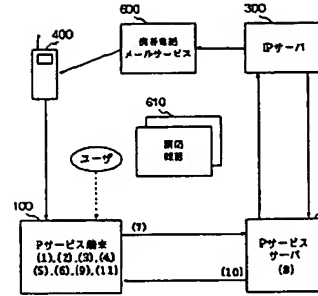 600
300
400
携帯電話
メールサービス
IPサーバ
610
ユーザ
100
(7)
Pサービス端末
(1),(2),(3),(4)
(5),(6),(9),(11)
Pサービス
サーバ
(8)
(10)